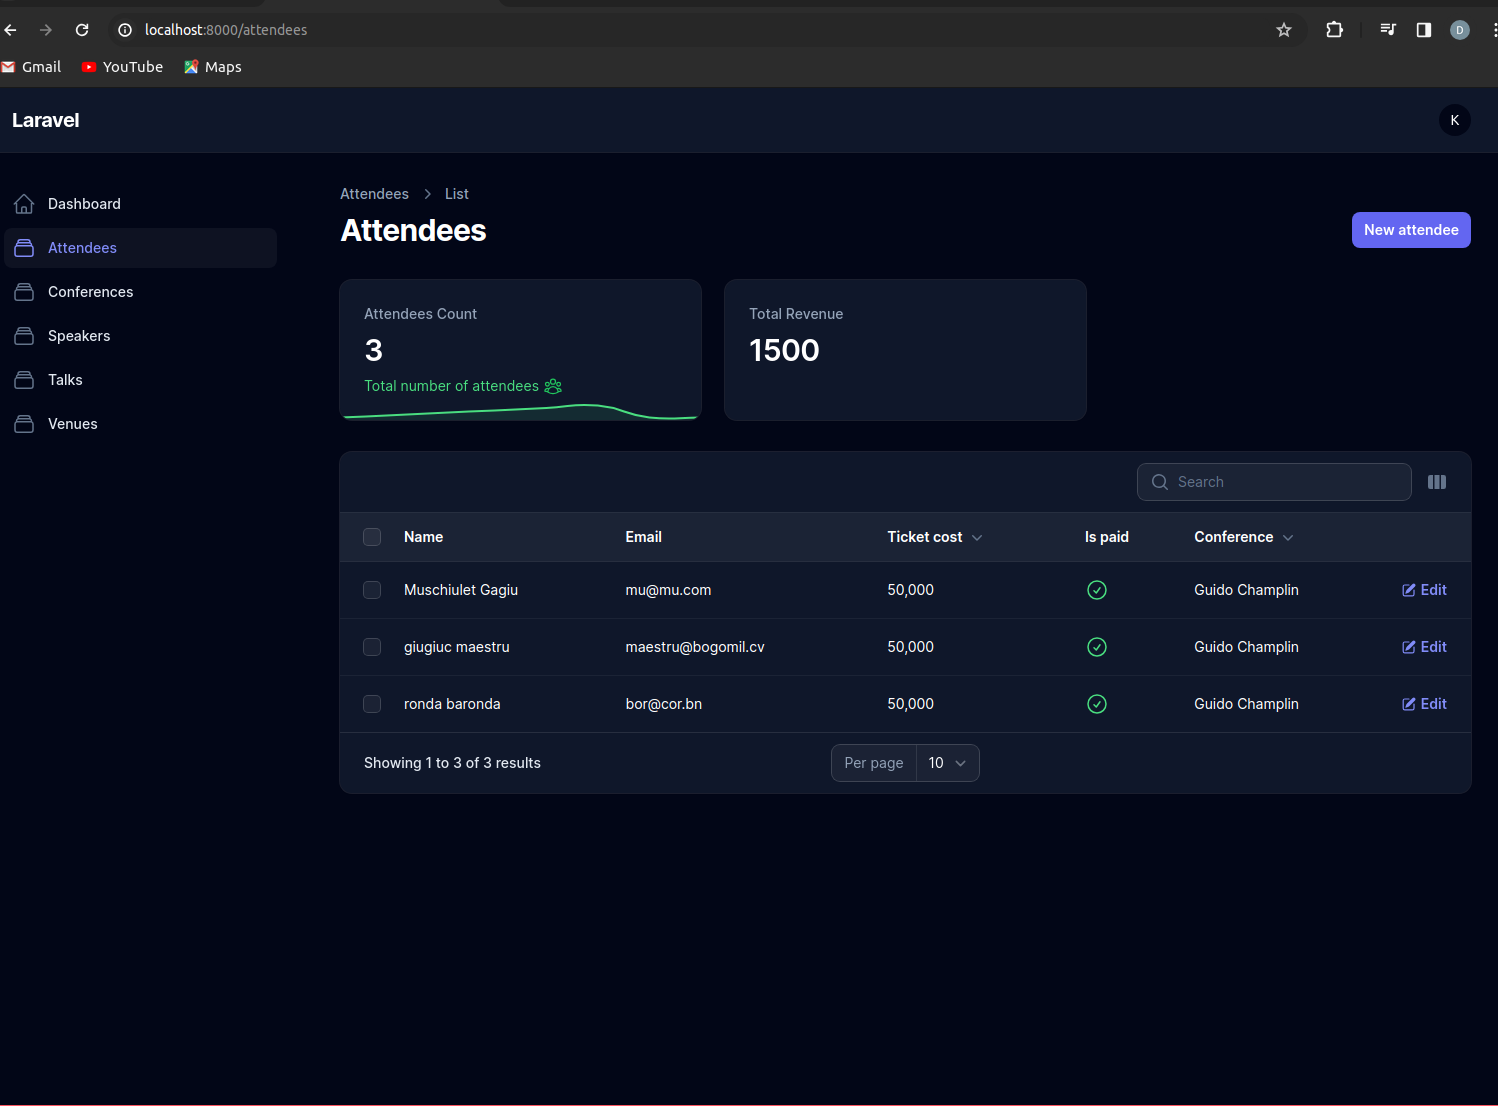 localhost:8000/attendees
D
Gmail YouTube Maps
Laravel
K
Dashboard
Attendees
Conferences
Speakers
Talks
Venues
Attendees List
Attendees
New attendee
Attendees Count
3
Total number of attendees
Total Revenue
1500
Search
Name Email Ticket cost Is paid Conference
Muschiulet Gagiu mu@mu.com 50,000 Guido Champlin Edit
giugiuc maestru maestru@bogomil.cv 50,000 Guido Champlin Edit
ronda baronda bor@cor.bn 50,000 Guido Champlin Edit
Showing 1 to 3 of 3 results Per page 10